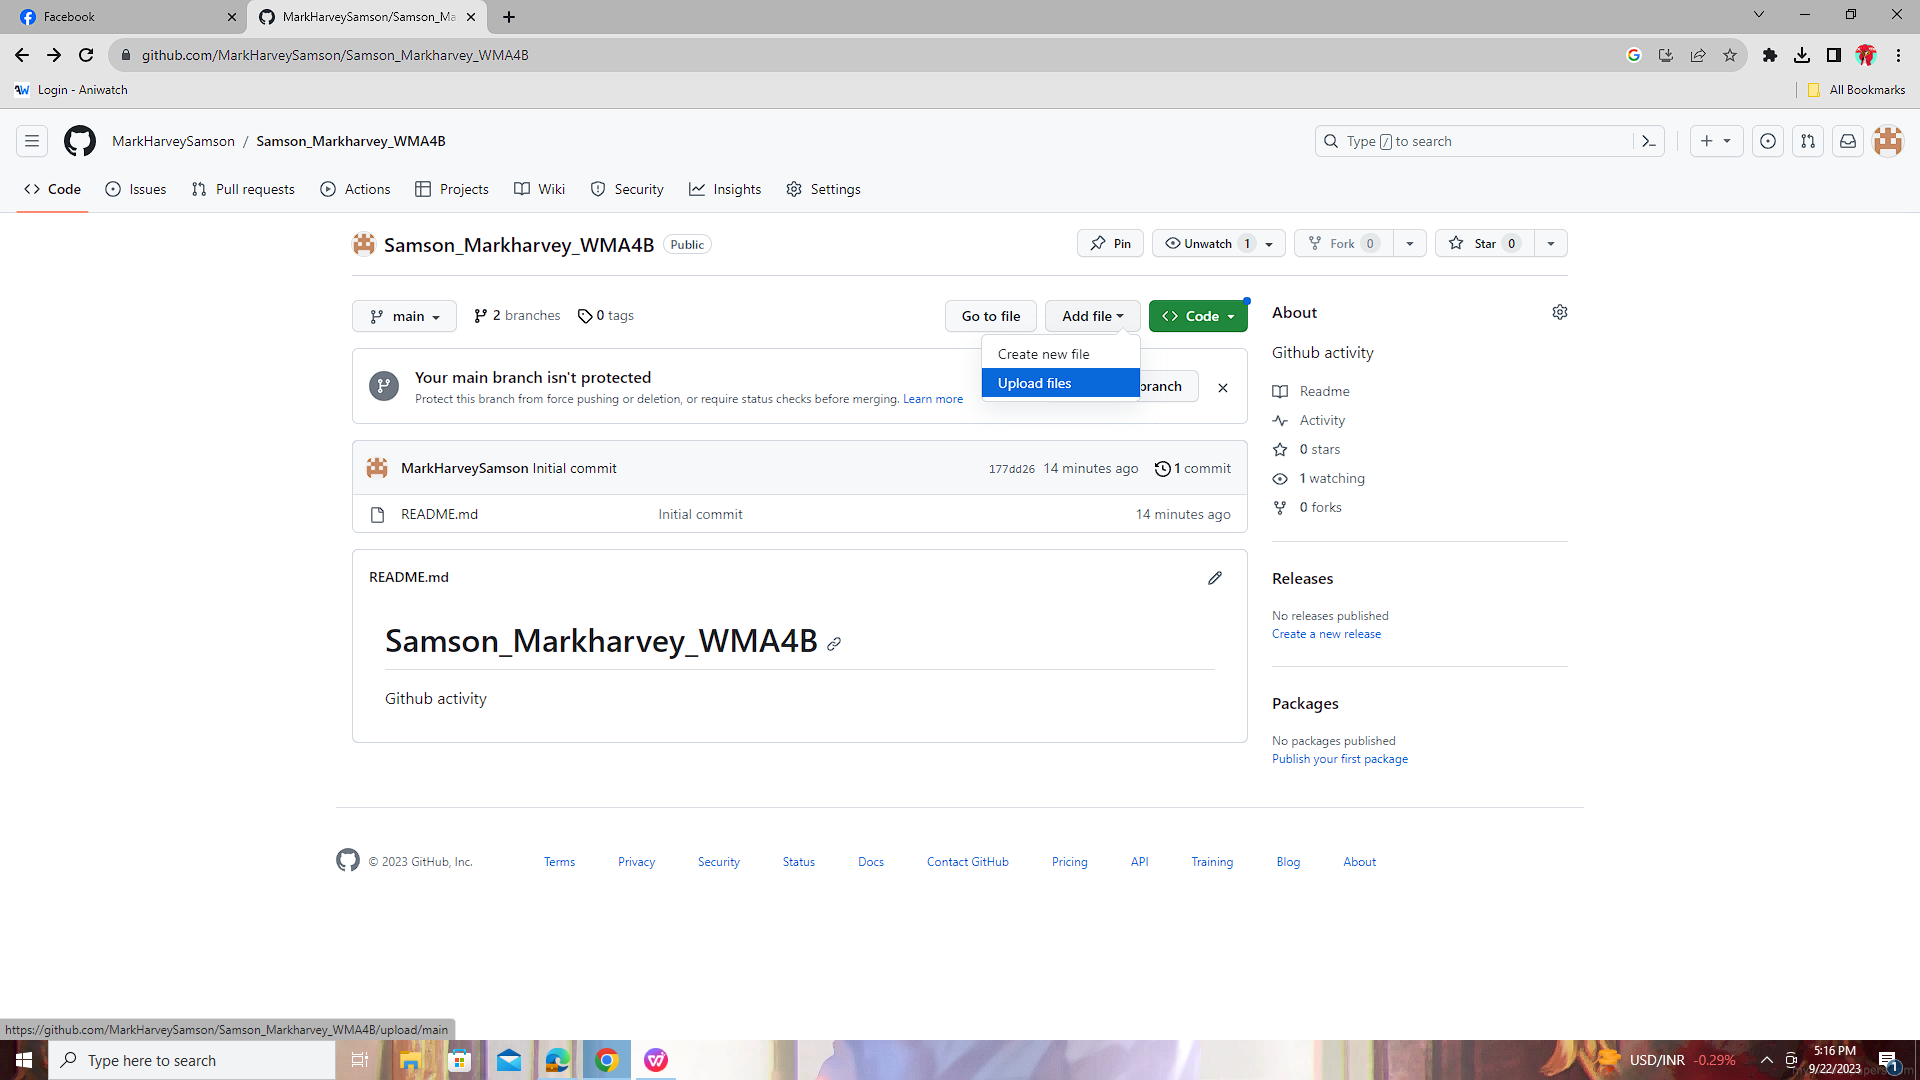 Facebook
MarkHarveySamson/Samson_Ma
github.com/MarkHarveySamson/Samson_Markharvey_WMA4B
Login - Aniwatch
All Bookmarks
MarkHarveySamson / Samson_Markharvey_WMA4B
Type / to search
Code
Issues
Pull requests
Actions
Projects
Wiki
Security
Insights
Settings
Samson_Markharvey_WMA4B Public
Pin
Unwatch 1
Fork 0
Star 0
main
2 branches
0 tags
Go to file
Add file
Code
Create new file
Upload files
Your main branch isn't protected
Protect this branch from force pushing or deletion, or require status checks before merging. Learn more
branch
MarkHarveySamson Initial commit
177dd26 14 minutes ago
1 commit
README.md
Initial commit
14 minutes ago
README.md
Samson_Markharvey_WMA4B
Github activity
About
Github activity
Readme
Activity
0 stars
1 watching
0 forks
Releases
No releases published
Create a new release
Packages
No packages published
Publish your first package
© 2023 GitHub, Inc.
Terms
Privacy
Security
Status
Docs
Contact GitHub
Pricing
API
Training
Blog
About
https://github.com/MarkHarveySamson/Samson_Markharvey_WMA4B/upload/main
Type here to search
USD/INR -0.29%
5:16 PM
9/22/2023
1